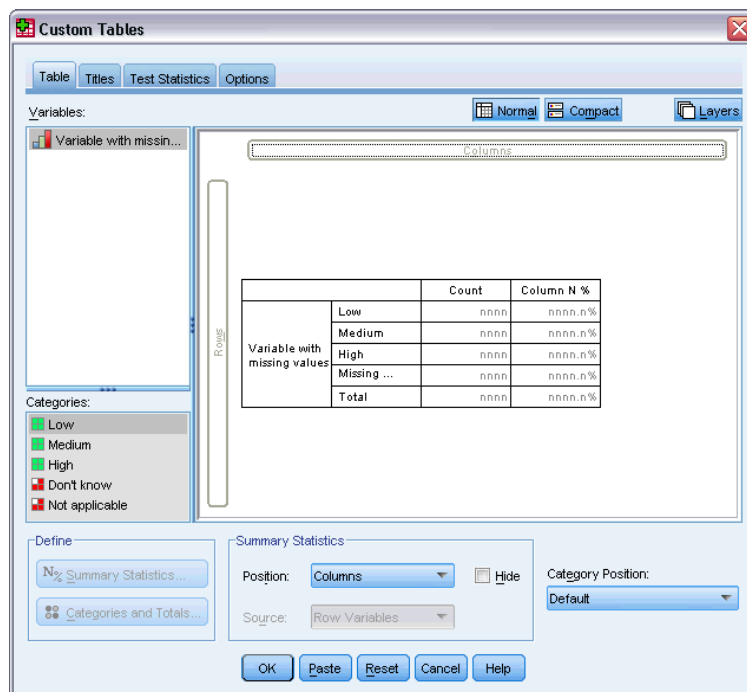 Custom Tables
Table Titles Test Statistics Options
Variables: Normal Compact Layers
Variable with missin...
Columns
Rows
Count Column N %
Variable with missing values
Low nnnn nnnn.n%
Medium nnnn nnnn.n%
High nnnn nnnn.n%
Missing ... nnnn nnnn.n%
Total nnnn nnnn.n%
Categories:
Low
Medium
High
Don't know
Not applicable
Define
N% Summary Statistics...
Categories and Totals...
Summary Statistics
Position: Columns Hide
Source: Row Variables
Category Position:
Default
OK Paste Reset Cancel Help